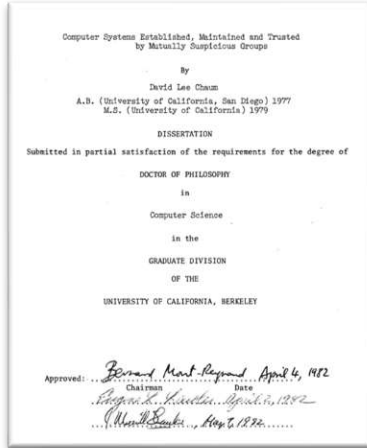 Computer Systems Established, Maintained and Trusted
by Mutually Suspicious Groups
By
David Lee Chaum
A.B. (University of California, San Diego) 1977
M.S. (University of California) 1979
DISSERTATION
Submitted in partial satisfaction of the requirements for the degree of
DOCTOR OF PHILOSOPHY
in
Computer Science
in the
GRADUATE DIVISION
OF THE
UNIVERSITY OF CALIFORNIA, BERKELEY
Approved: Bernard Mont-Reynaud April 4, 1982
Chairman Date
Eugene L. Lawler April 2, 1982
May 7, 1982